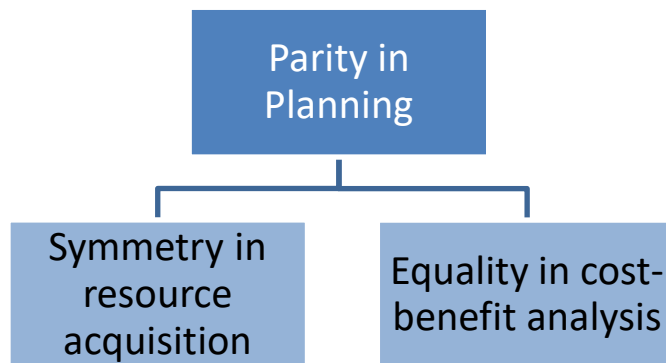 Parity in
Planning
Symmetry in
resource
acquisition
Equality in cost-
benefit analysis